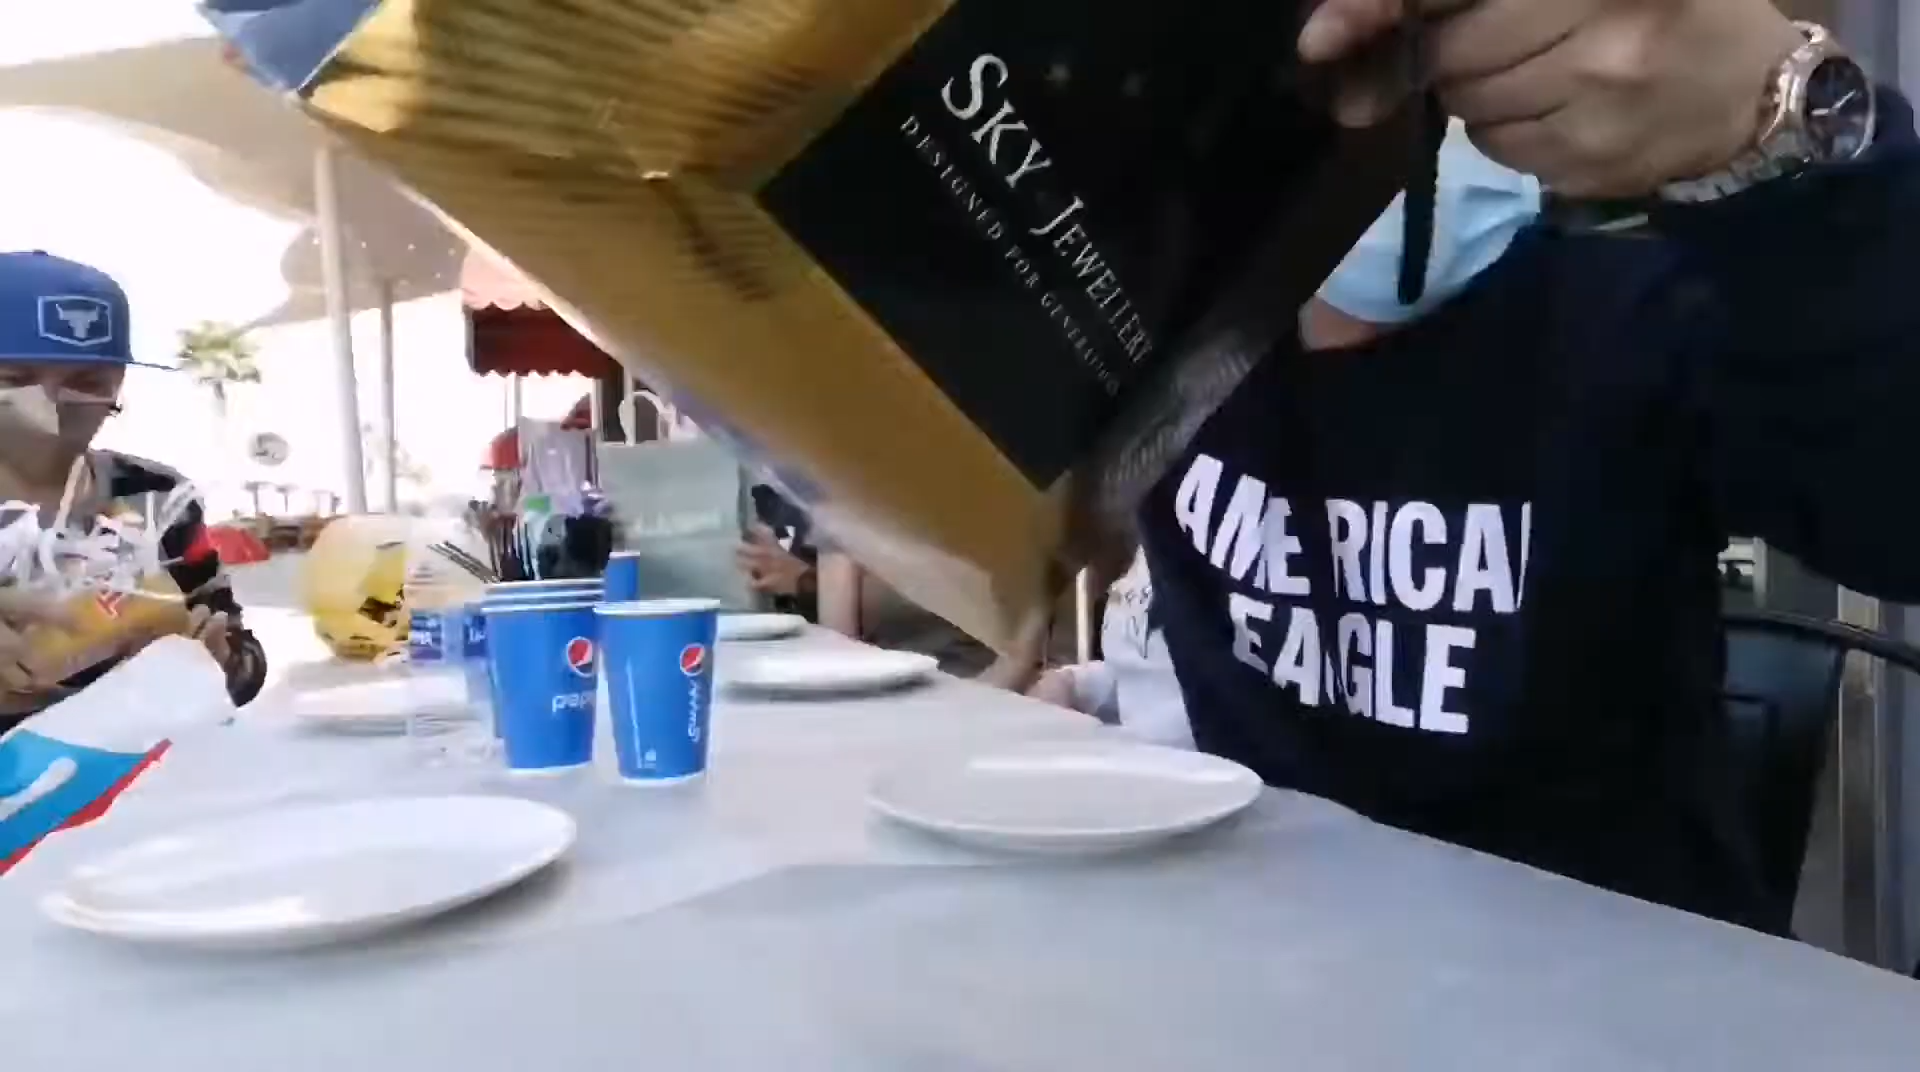 SKY JEWELLERY
DESIGNED FOR GENERATIONS
AMERICAN
EAGLE
pepsi
pepsi